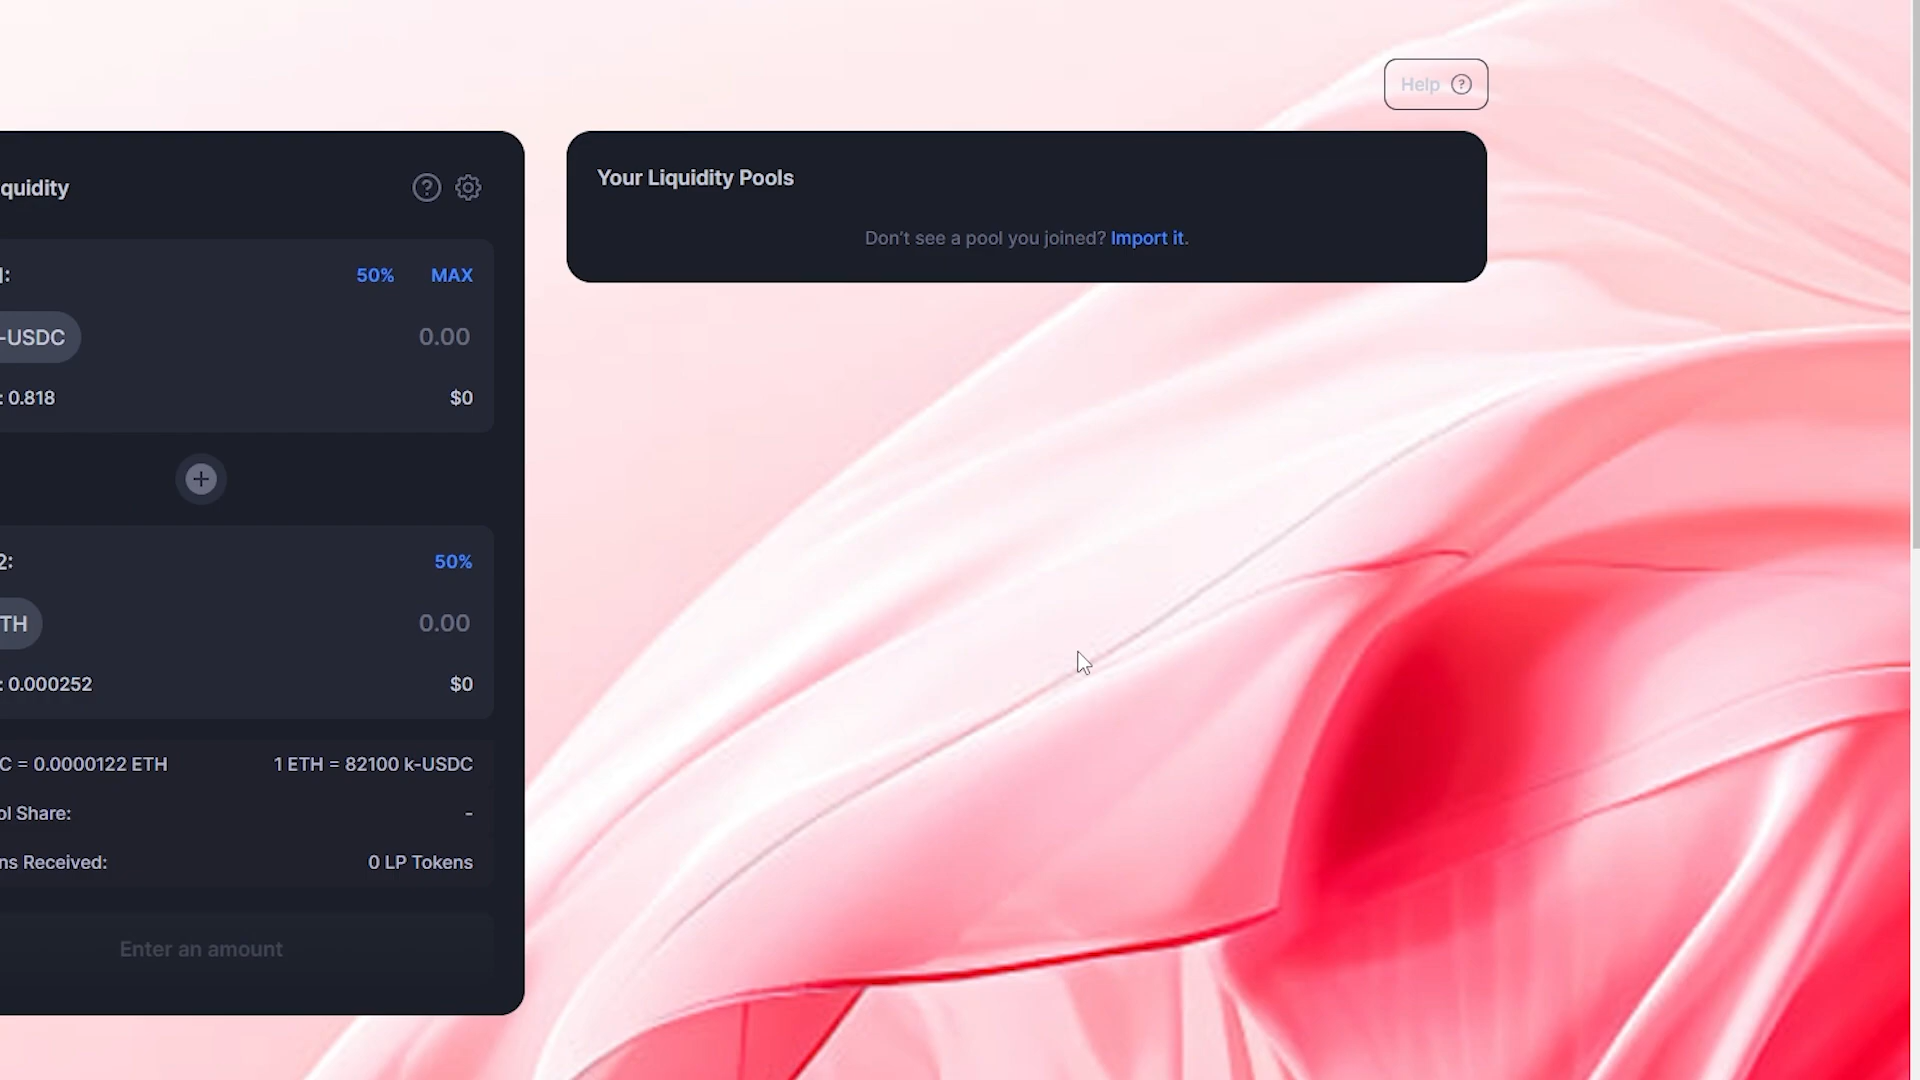 Help ?
quidity ?
Your Liquidity Pools
Don't see a pool you joined? Import it.
: 50% MAX
-USDC 0.00
: 0.818 $0
+
2: 50%
TH 0.00
: 0.000252 $0
C = 0.0000122 ETH 1 ETH = 82100 k-USDC
ol Share: -
ns Received: 0 LP Tokens
Enter an amount